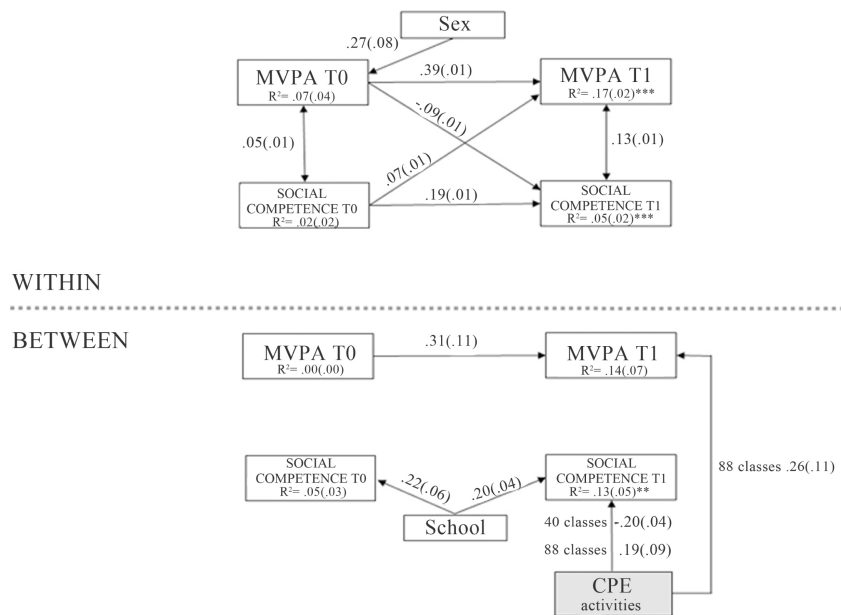 Sex
.27(.08)
MVPA T0
R²= .07(.04)
.39(.01)
MVPA T1
R²= .17(.02)***
-.09(.01)
.05(.01)
.13(.01)
.07(.01)
SOCIAL
COMPETENCE T0
R²= .02(.02)
.19(.01)
SOCIAL
COMPETENCE T1
R²= .05(.02)***
WITHIN
BETWEEN
MVPA T0
R²= .00(.00)
.31(.11)
MVPA T1
R²= .14(.07)
88 classes .26(.11)
SOCIAL
COMPETENCE T0
R²= .05(.03)
.22(.06)
.20(.04)
SOCIAL
COMPETENCE T1
R²= .13(.05)**
School
40 classes -.20(.04)
88 classes .19(.09)
CPE
activities